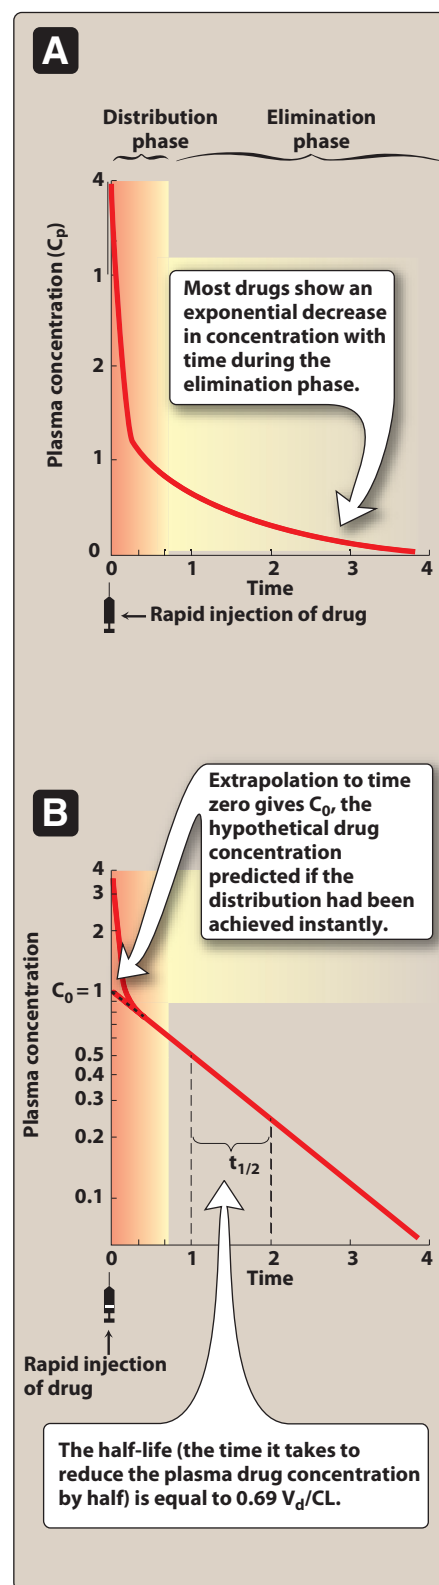 A
Distribution
phase
Elimination
phase
Plasma concentration (Cp)
4
1
2
1
0
Most drugs show an
exponential decrease
in concentration with
time during the
elimination phase.
0
1
2
3
4
Time
Rapid injection of drug
B
Extrapolation to time
zero gives C0, the
hypothetical drug
concentration
predicted if the
distribution had been
achieved instantly.
Plasma concentration
4
3
2
C0 = 1
0.5
0.4
0.3
0.2
0.1
t1/2
0
1
2
3
4
Time
Rapid injection
of drug
The half-life (the time it takes to
reduce the plasma drug concentration
by half) is equal to 0.69 Vd/CL.